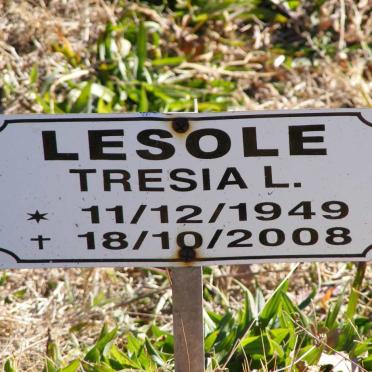 LESOLE
TRESIA L.
* 11/12/1949
† 18/10/2008